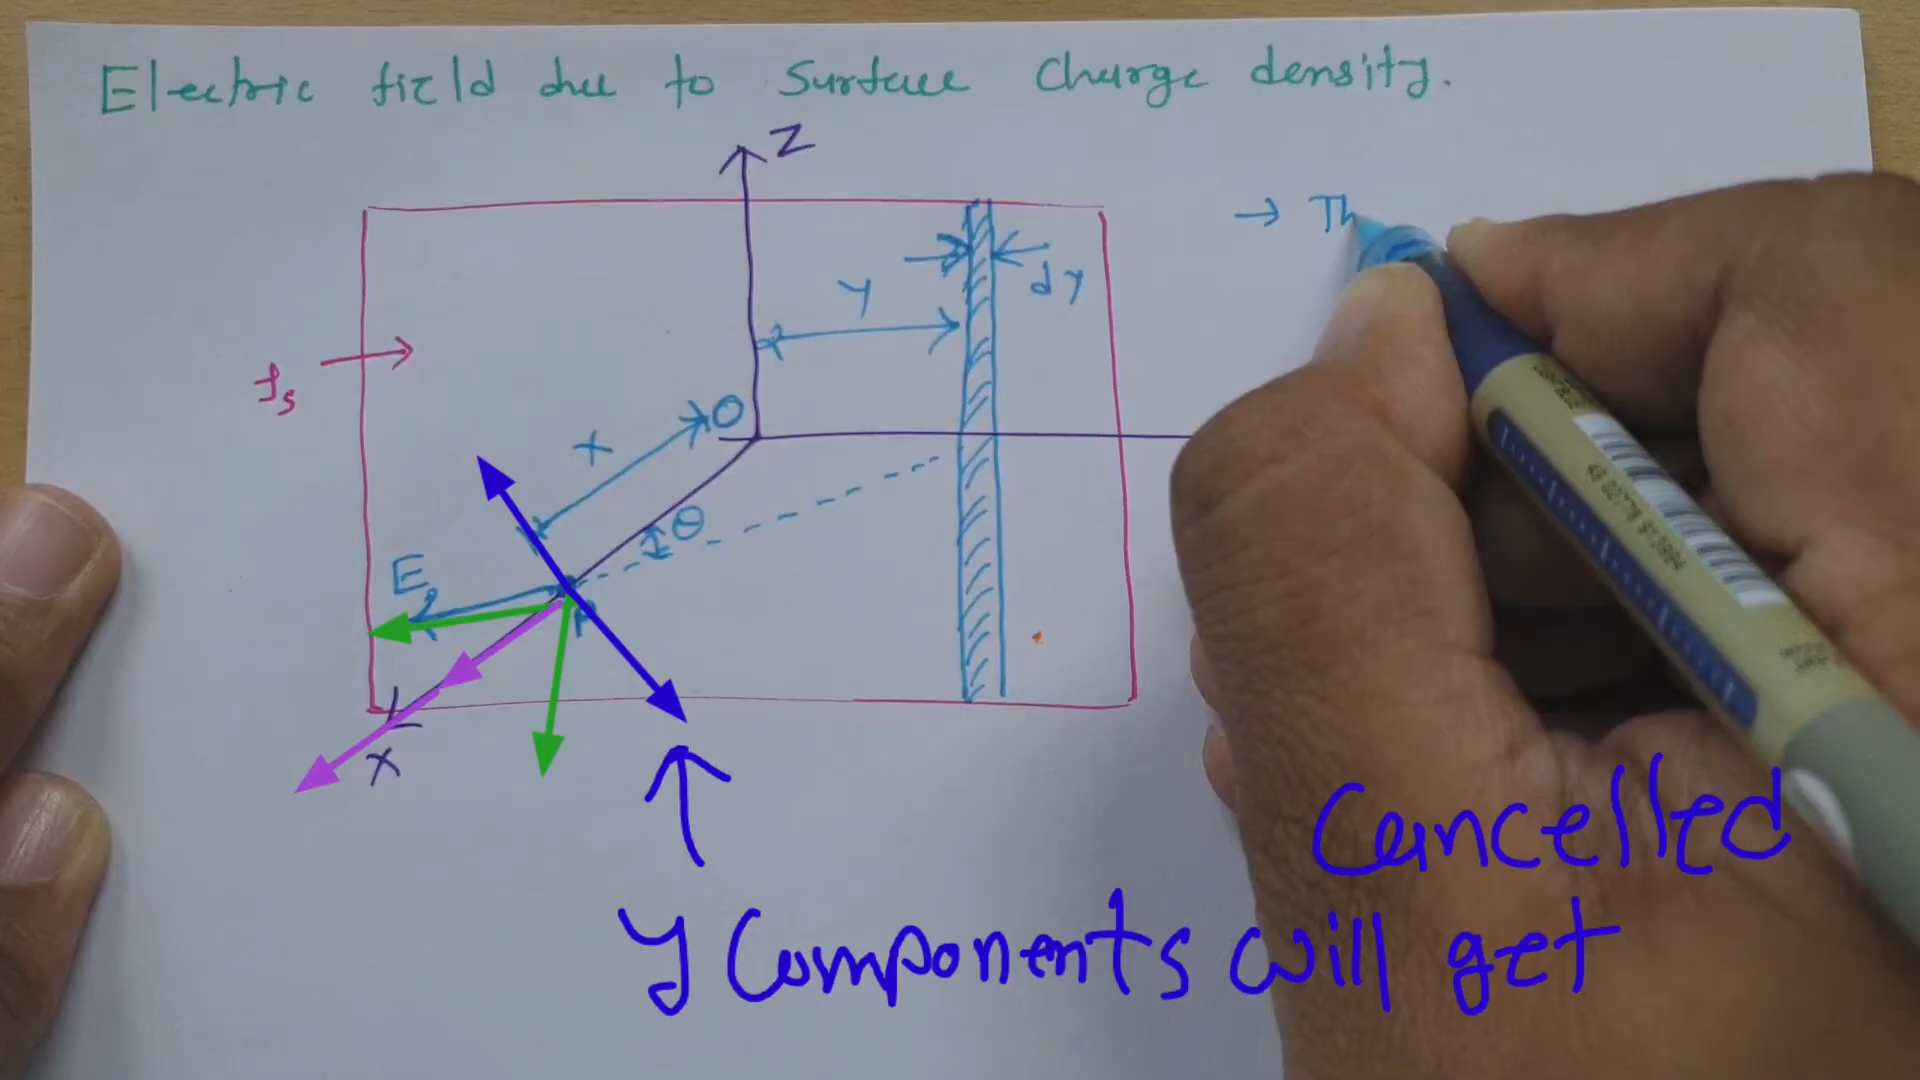 Electric field due to Surface Charge density.
Z
→ Th
dy
y
ρs
O
x
θ
E
P
x
Cancelled
y Components will get